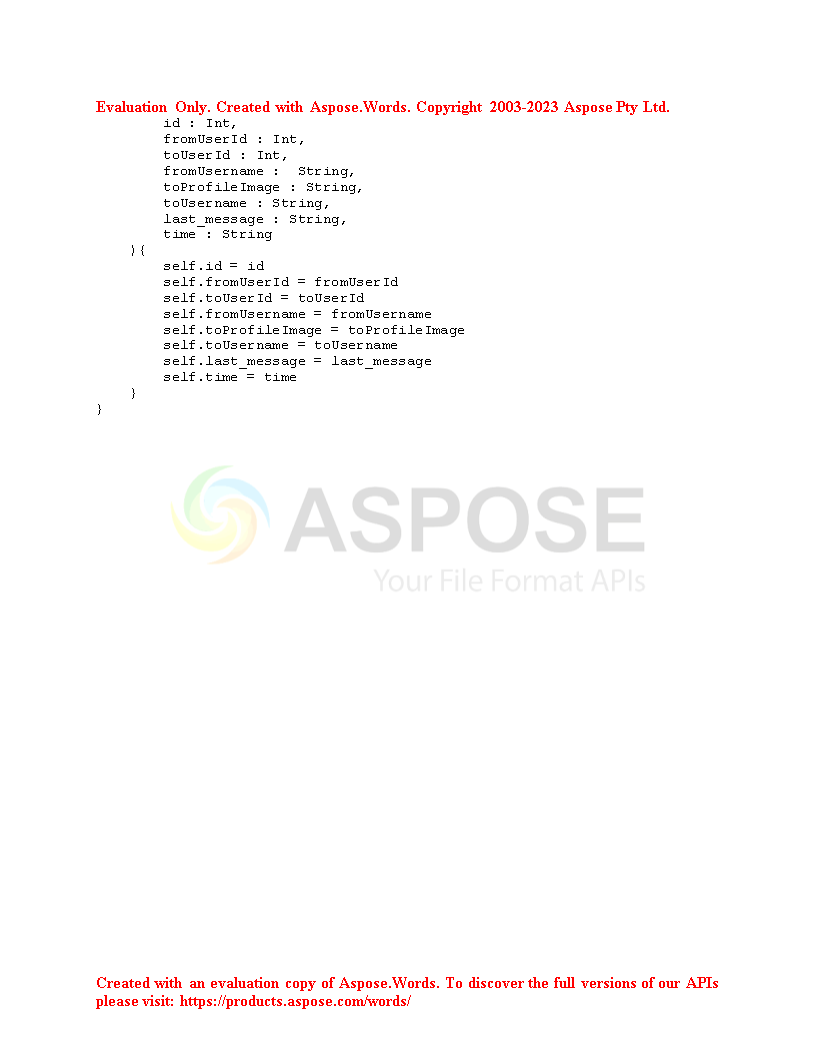 Evaluation Only. Created with Aspose.Words. Copyright 2003-2023 Aspose Pty Ltd.
        id : Int,
        fromUserId : Int,
        toUserId : Int,
        fromUsername :  String,
        toProfileImage : String,
        toUsername : String,
        last_message : String,
        time : String
    ){
        self.id = id
        self.fromUserId = fromUserId
        self.toUserId = toUserId
        self.fromUsername = fromUsername
        self.toProfileImage = toProfileImage
        self.toUsername = toUsername
        self.last_message = last_message
        self.time = time
    }
}
ASPOSE
Your File Format APIs
Created with an evaluation copy of Aspose.Words. To discover the full versions of our APIs
please visit: https://products.aspose.com/words/